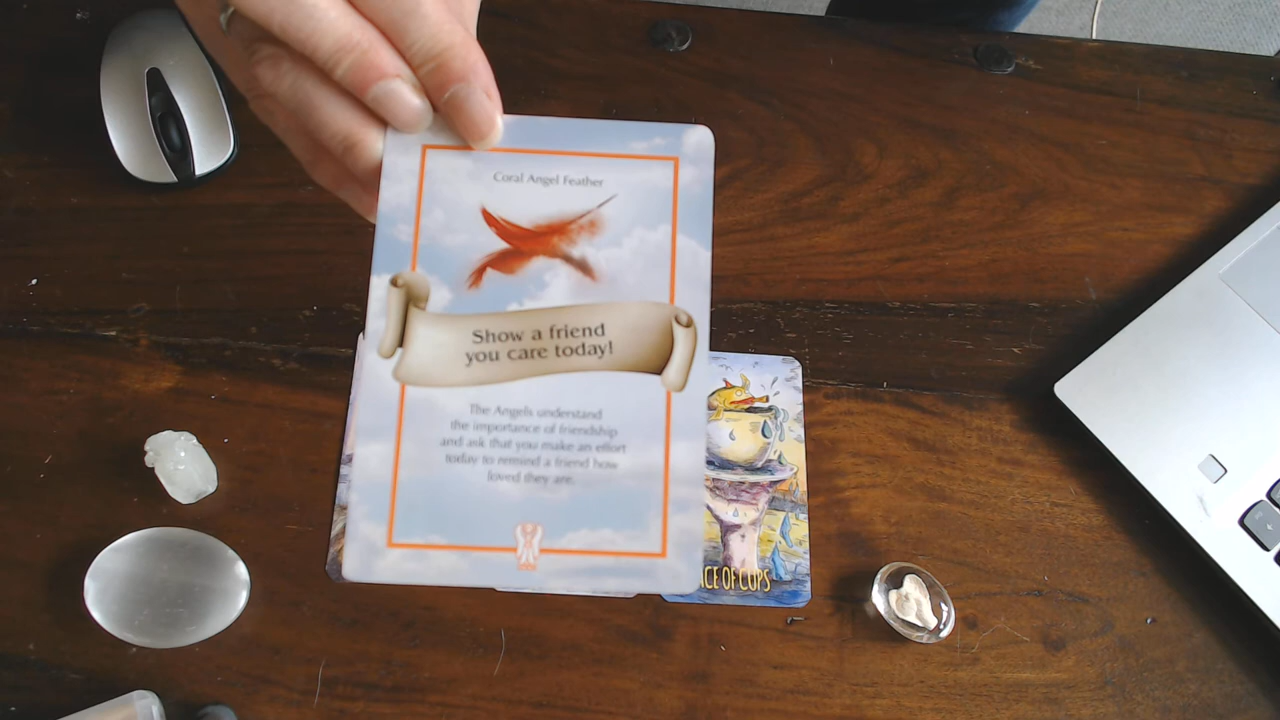 Coral Angel Feather
Show a friend
you care today!
The Angels understand
the importance of friendship
and ask that you make an effort
today to remind a friend how
loved they are.
CE OF CUPS